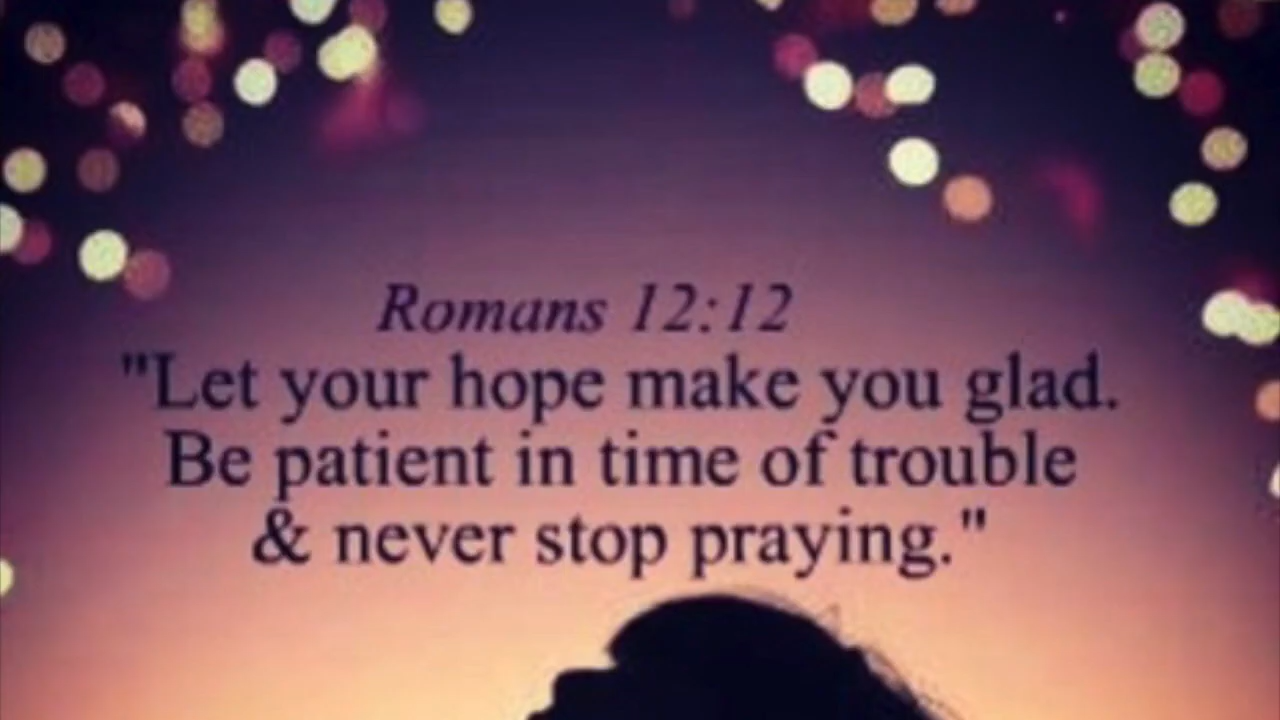 Romans 12:12
"Let your hope make you glad.
Be patient in time of trouble
& never stop praying."